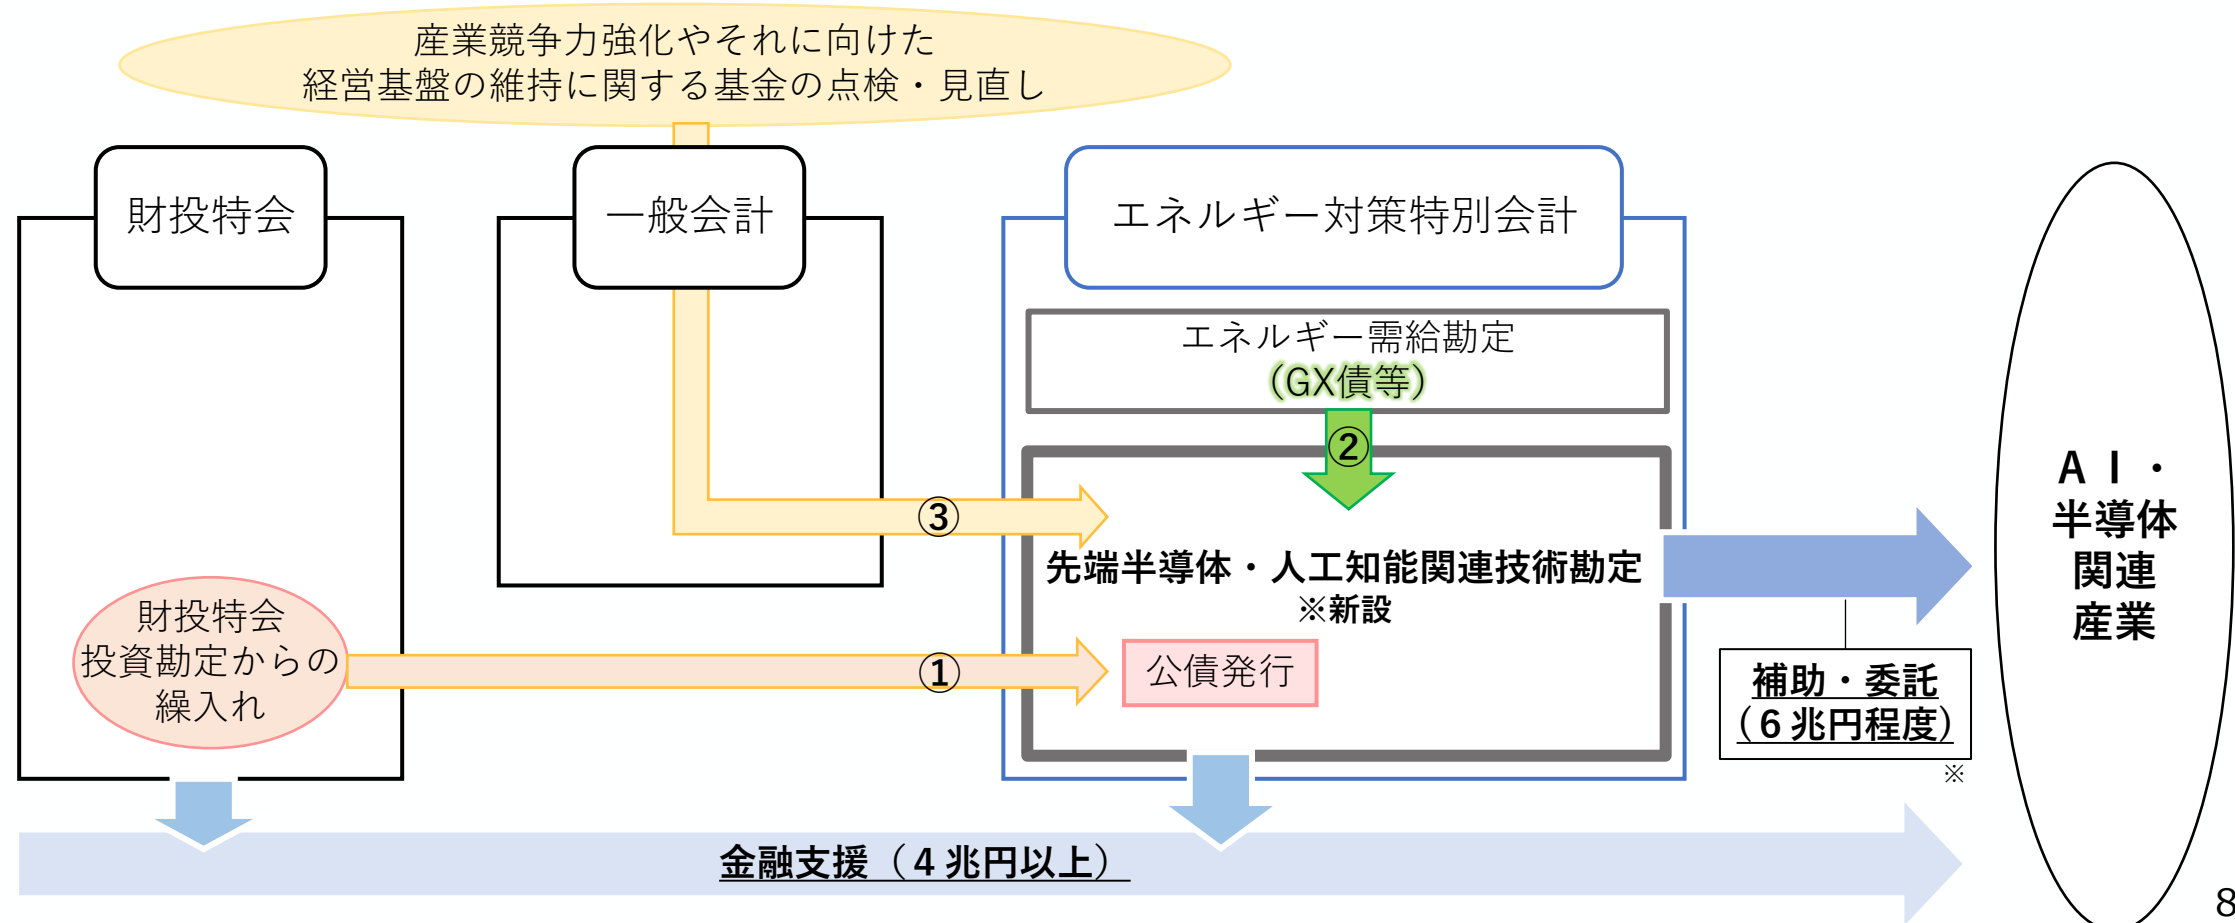 産業競争力強化やそれに向けた
経営基盤の維持に関する基金の点検・見直し
財投特会
一般会計
エネルギー対策特別会計
エネルギー需給勘定
（GX債等）
②
③
先端半導体・人工知能関連技術勘定
※新設
財投特会
投資勘定からの
繰入れ
①
公債発行
補助・委託
（６兆円程度）
※
ＡＩ・
半導体
関連
産業
金融支援（４兆円以上）
8